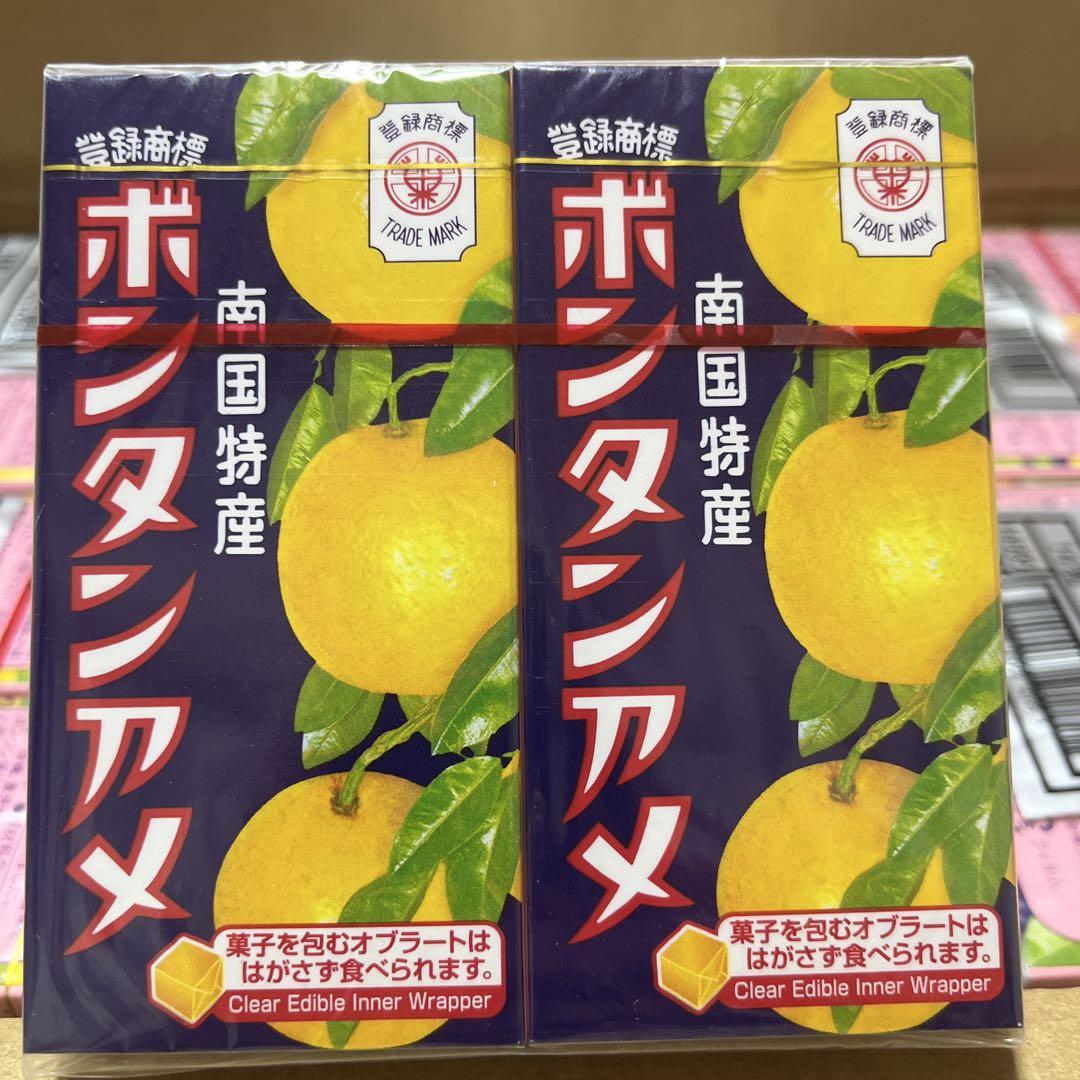 登録商標
ボンタンアメ
南国特産
登録商標
TRADE MARK
菓子を包むオブラートは
はがさず食べられます。
Clear Edible Inner Wrapper
登録商標
ボンタンアメ
南国特産
登録商標
TRADE MARK
菓子を包むオブラートは
はがさず食べられます。
Clear Edible Inner Wrapper